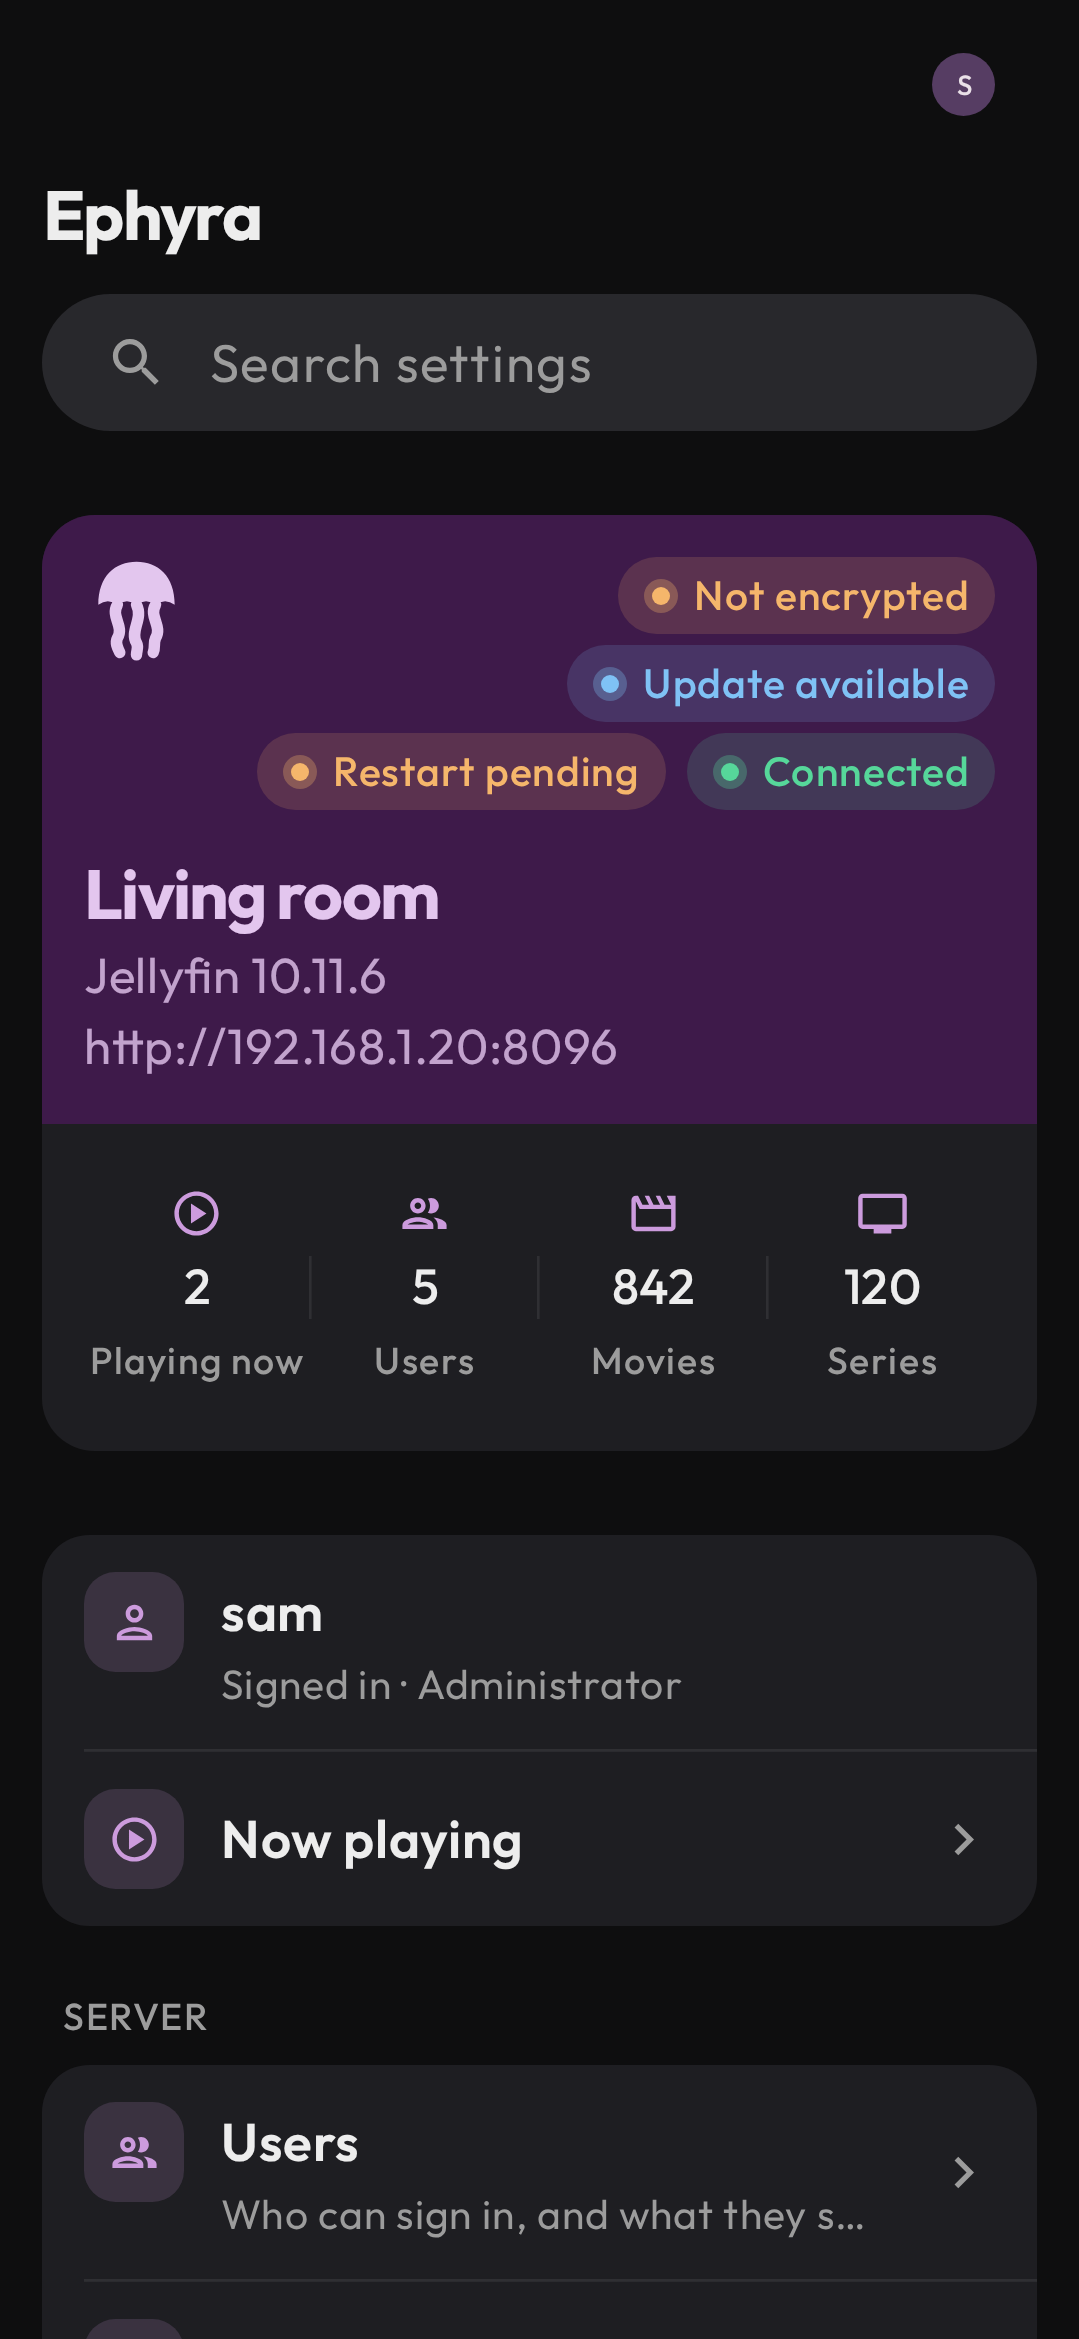 S
Ephyra
Search settings
Not encrypted
Update available
Restart pending
Connected
Living room
Jellyfin 10.11.6
http://192.168.1.20:8096
2
5
842
120
Playing now
Users
Movies
Series
sam
Signed in · Administrator
Now playing
SERVER
Users
Who can sign in, and what they s…